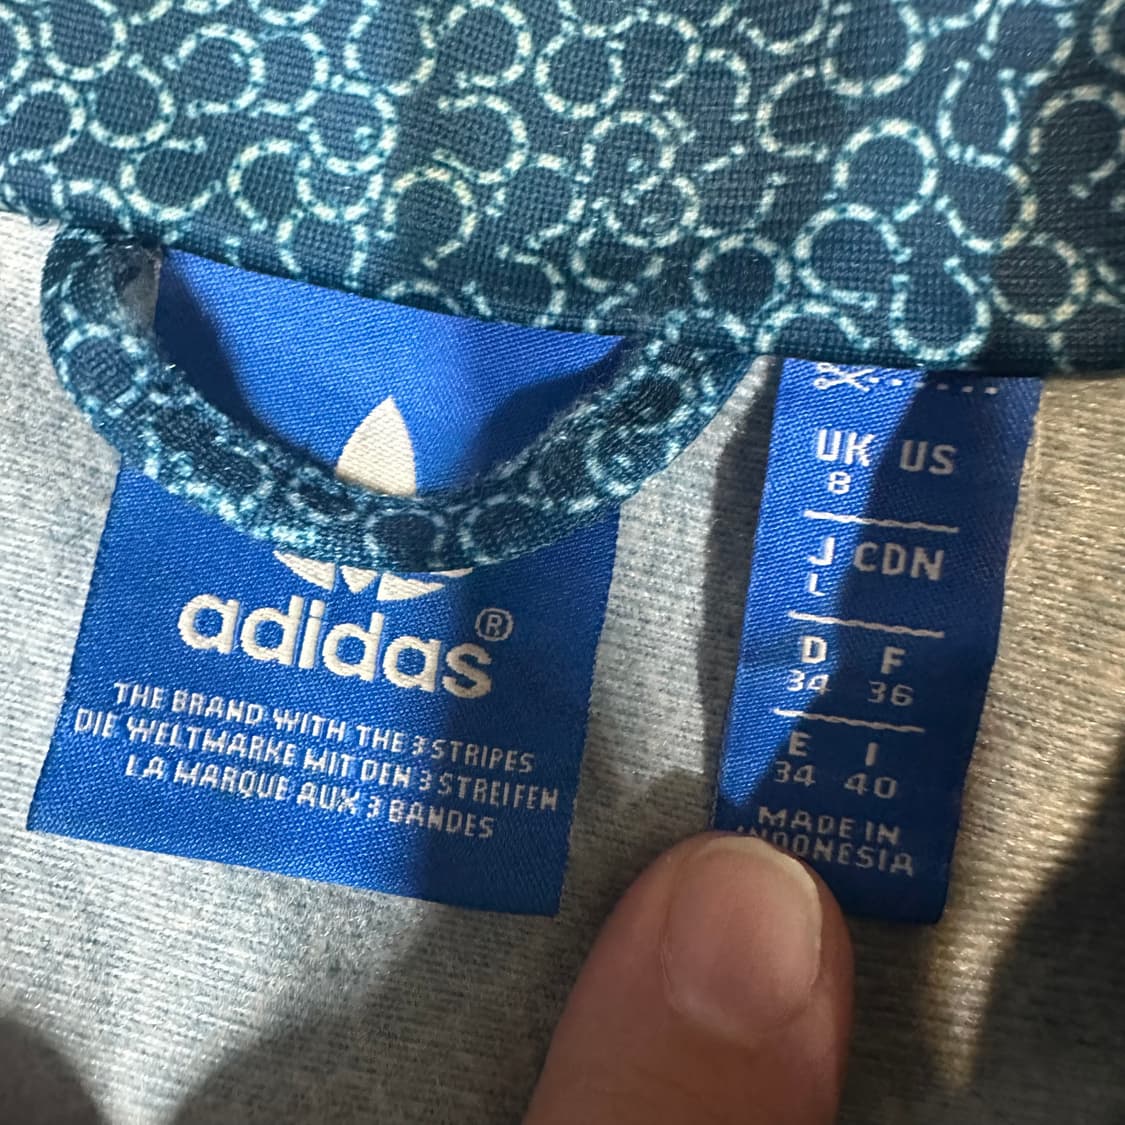 adidas®
THE BRAND WITH THE 3 STRIPES
DIE WELTMARKE MIT DEN 3 STREIFEN
LA MARQUE AUX 3 BANDES
UK US
8
J CDN
L
D F
34 36
E I
34 40
MADE IN
INDONESIA